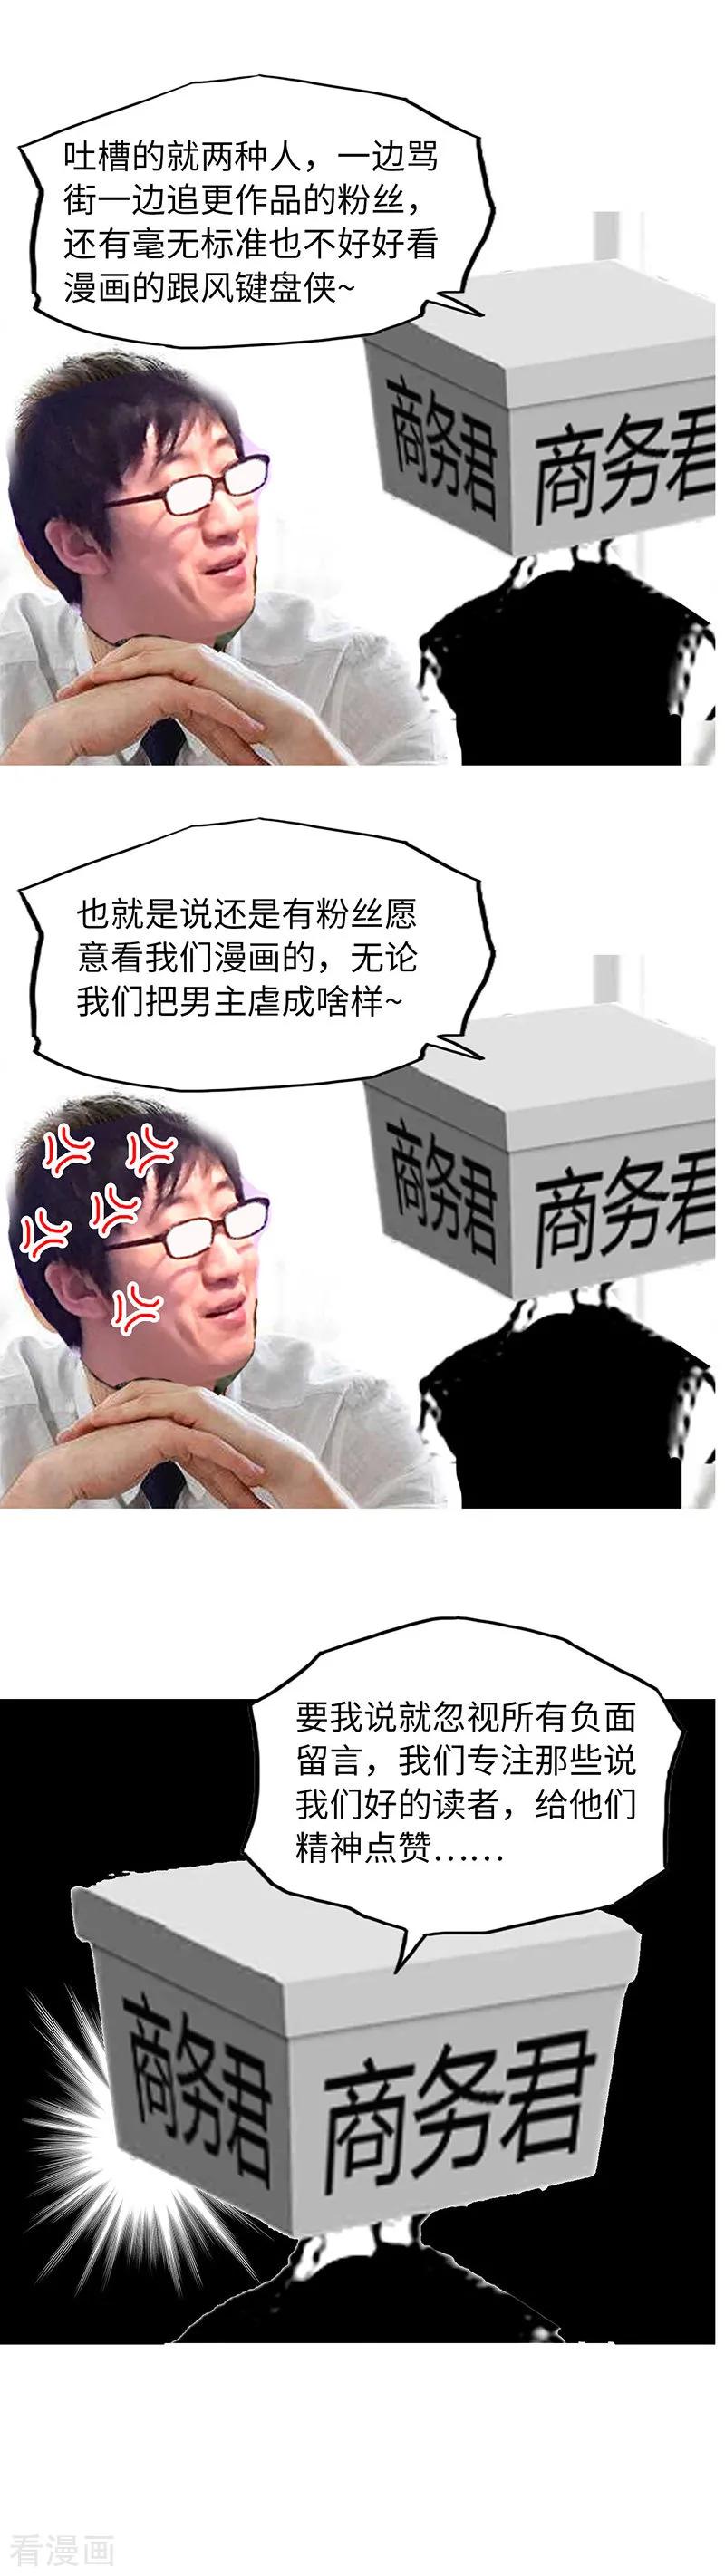 吐槽的就两种人，一边骂
街一边追更作品的粉丝，
还有毫无标准也不好好看
漫画的跟风键盘侠~
商务君
商务君
也就是说还是有粉丝愿
意看我们漫画的，无论
我们把男主虐成啥样~
商务君
商务君
要我说就忽视所有负面
留言，我们专注那些说
我们好的读者，给他们
精神点赞……
商务君
商务君
看漫画